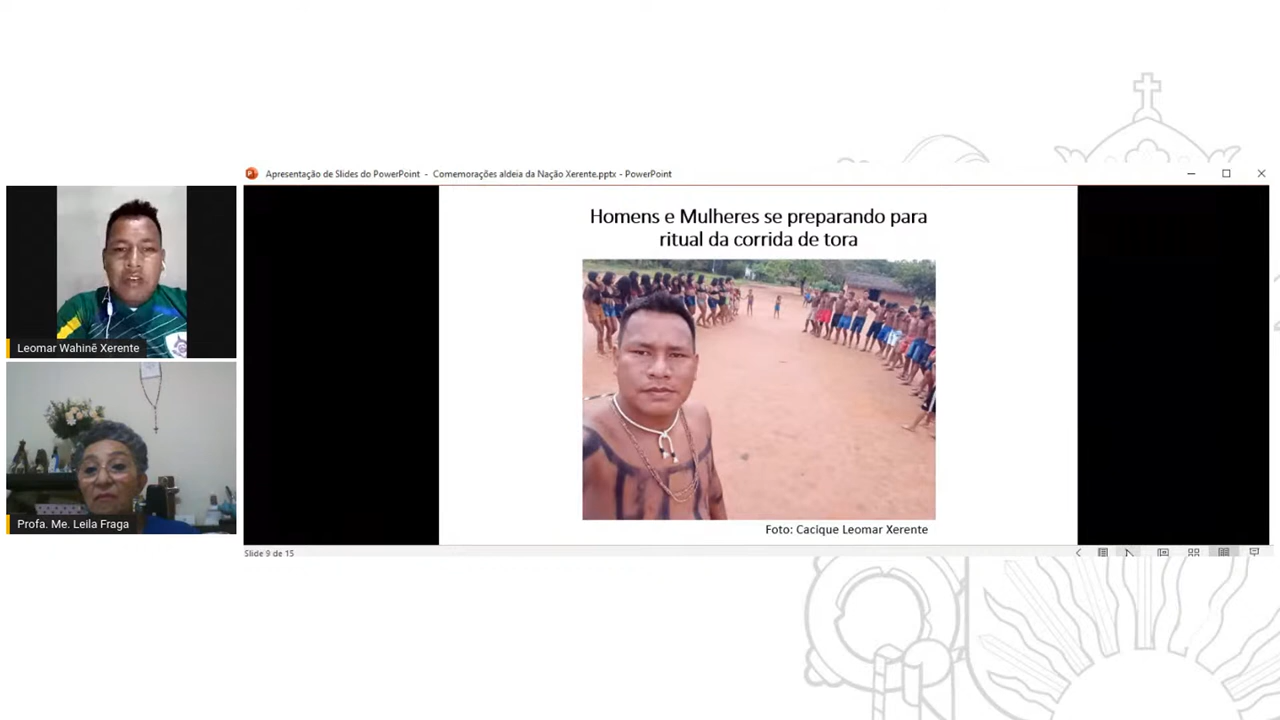 Apresentação de Slides do PowerPoint - Comemorações aldeia da Nação Xerente.pptx - PowerPoint
Homens e Mulheres se preparando para
ritual da corrida de tora
Leomar Wahinẽ Xerente
Profa. Me. Leila Fraga
Foto: Cacique Leomar Xerente
Slide 9 de 15